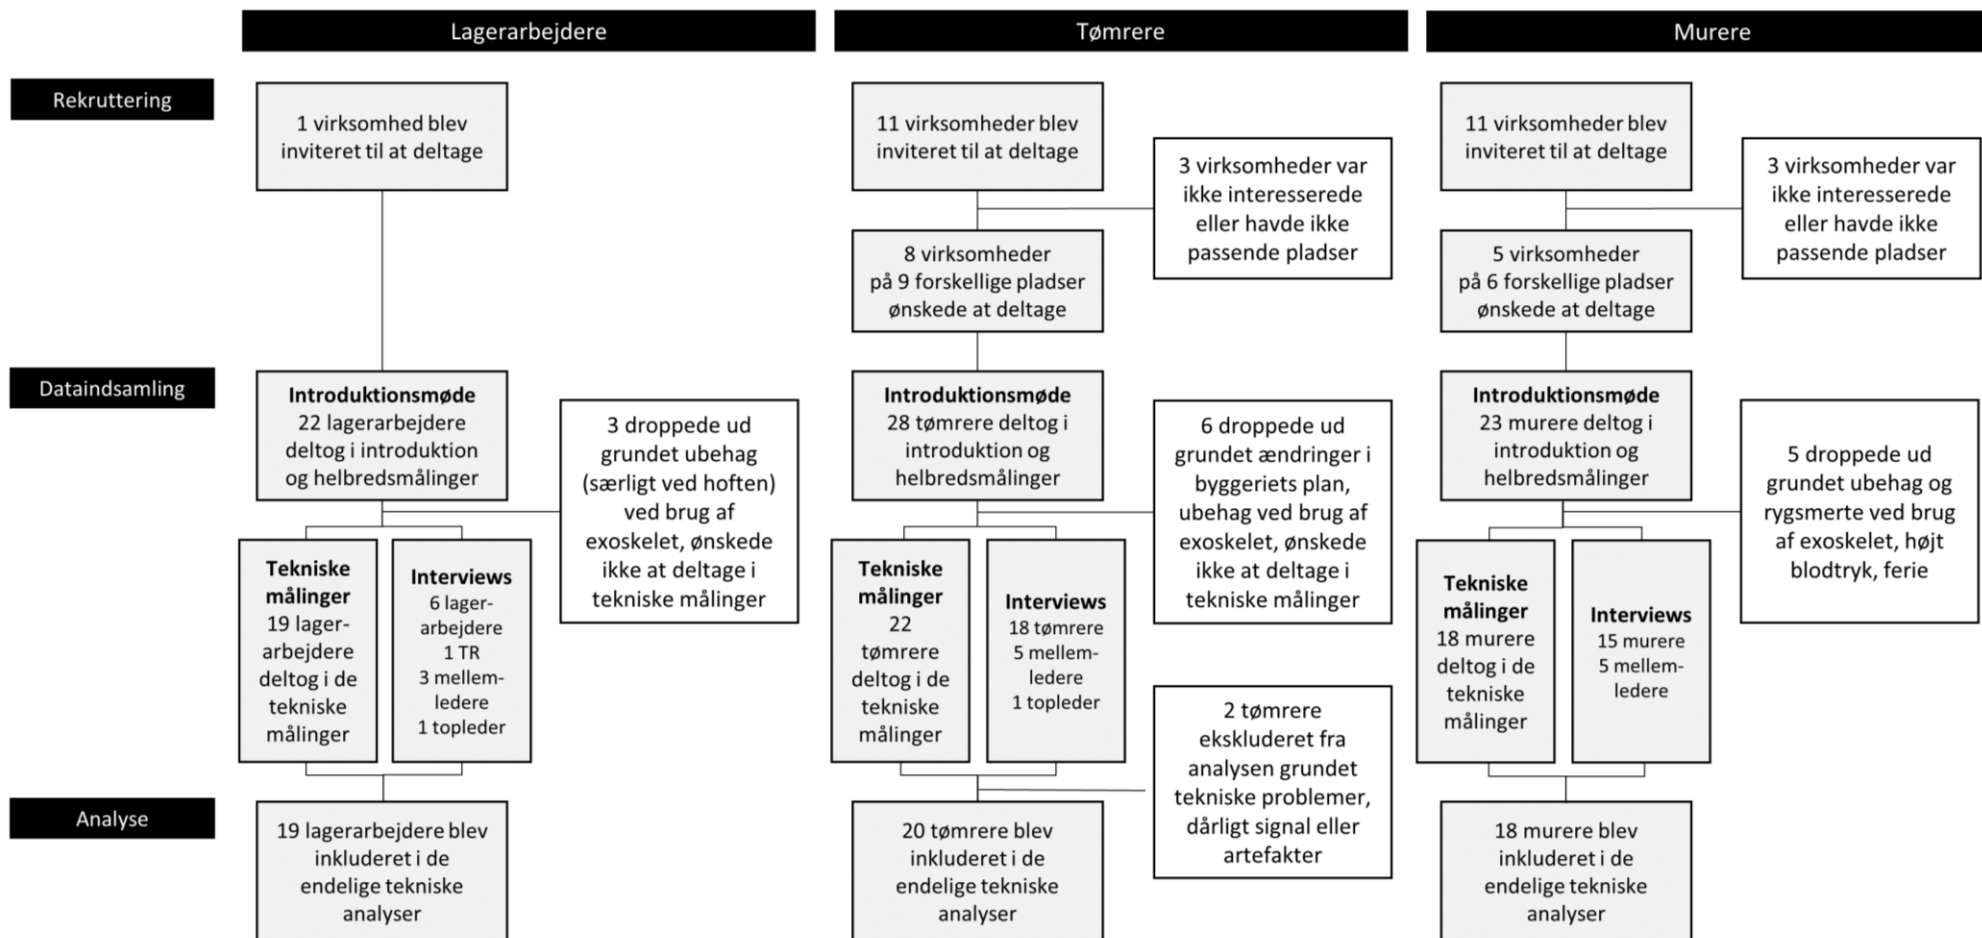 Lagerarbejdere
Tømrere
Murere
Rekruttering
1 virksomhed blev
inviteret til at deltage
11 virksomheder blev
inviteret til at deltage
3 virksomheder var
ikke interesserede
eller havde ikke
passende pladser
8 virksomheder
på 9 forskellige pladser
ønskede at deltage
11 virksomheder blev
inviteret til at deltage
3 virksomheder var
ikke interesserede
eller havde ikke
passende pladser
5 virksomheder
på 6 forskellige pladser
ønskede at deltage
Dataindsamling
Introduktionsmøde
22 lagerarbejdere
deltog i introduktion
og helbredsmålinger
3 droppede ud
grundet ubehag
(særligt ved hoften)
ved brug af
exoskelet, ønskede
ikke at deltage i
tekniske målinger
Tekniske
målinger
19 lager-
arbejdere
deltog i de
tekniske
målinger
Interviews
6 lager-
arbejdere
1 TR
3 mellem-
ledere
1 topleder
Introduktionsmøde
28 tømrere deltog i
introduktion og
helbredsmålinger
6 droppede ud
grundet ændringer i
byggeriets plan,
ubehag ved brug af
exoskelet, ønskede
ikke at deltage i
tekniske målinger
Tekniske
målinger
22
tømrere
deltog i de
tekniske
målinger
Interviews
18 tømrere
5 mellem-
ledere
1 topleder
2 tømrere
ekskluderet fra
analysen grundet
tekniske problemer,
dårligt signal eller
artefakter
Introduktionsmøde
23 murere deltog i
introduktion og
helbredsmålinger
5 droppede ud
grundet ubehag og
rygsmerte ved brug
af exoskelet, højt
blodtryk, ferie
Tekniske
målinger
18 murere
deltog i de
tekniske
målinger
Interviews
15 murere
5 mellem-
ledere
Analyse
19 lagerarbejdere blev
inkluderet i de
endelige tekniske
analyser
20 tømrere blev
inkluderet i de
endelige tekniske
analyser
18 murere blev
inkluderet i de
endelige tekniske
analyser